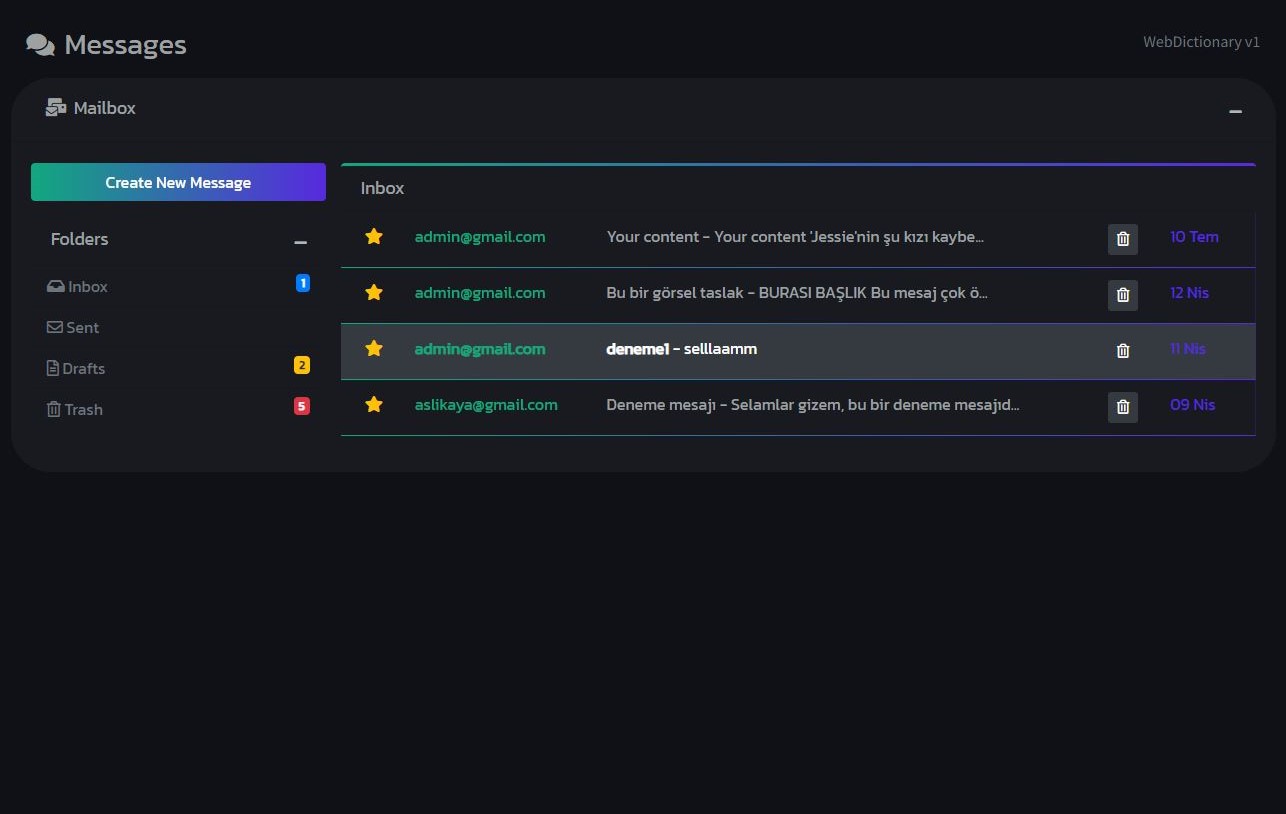 Messages
WebDictionary v1
Mailbox
Create New Message
Folders
Inbox 1
Sent
Drafts 2
Trash 5
Inbox
admin@gmail.com Your content - Your content 'Jessie'nin şu kızı kaybe... 10 Tem
admin@gmail.com Bu bir görsel taslak - BURASI BAŞLIK Bu mesaj çok ö... 12 Nis
admin@gmail.com deneme1 - selllaamm 11 Nis
aslikaya@gmail.com Deneme mesajı - Selamlar gizem, bu bir deneme mesajıd... 09 Nis